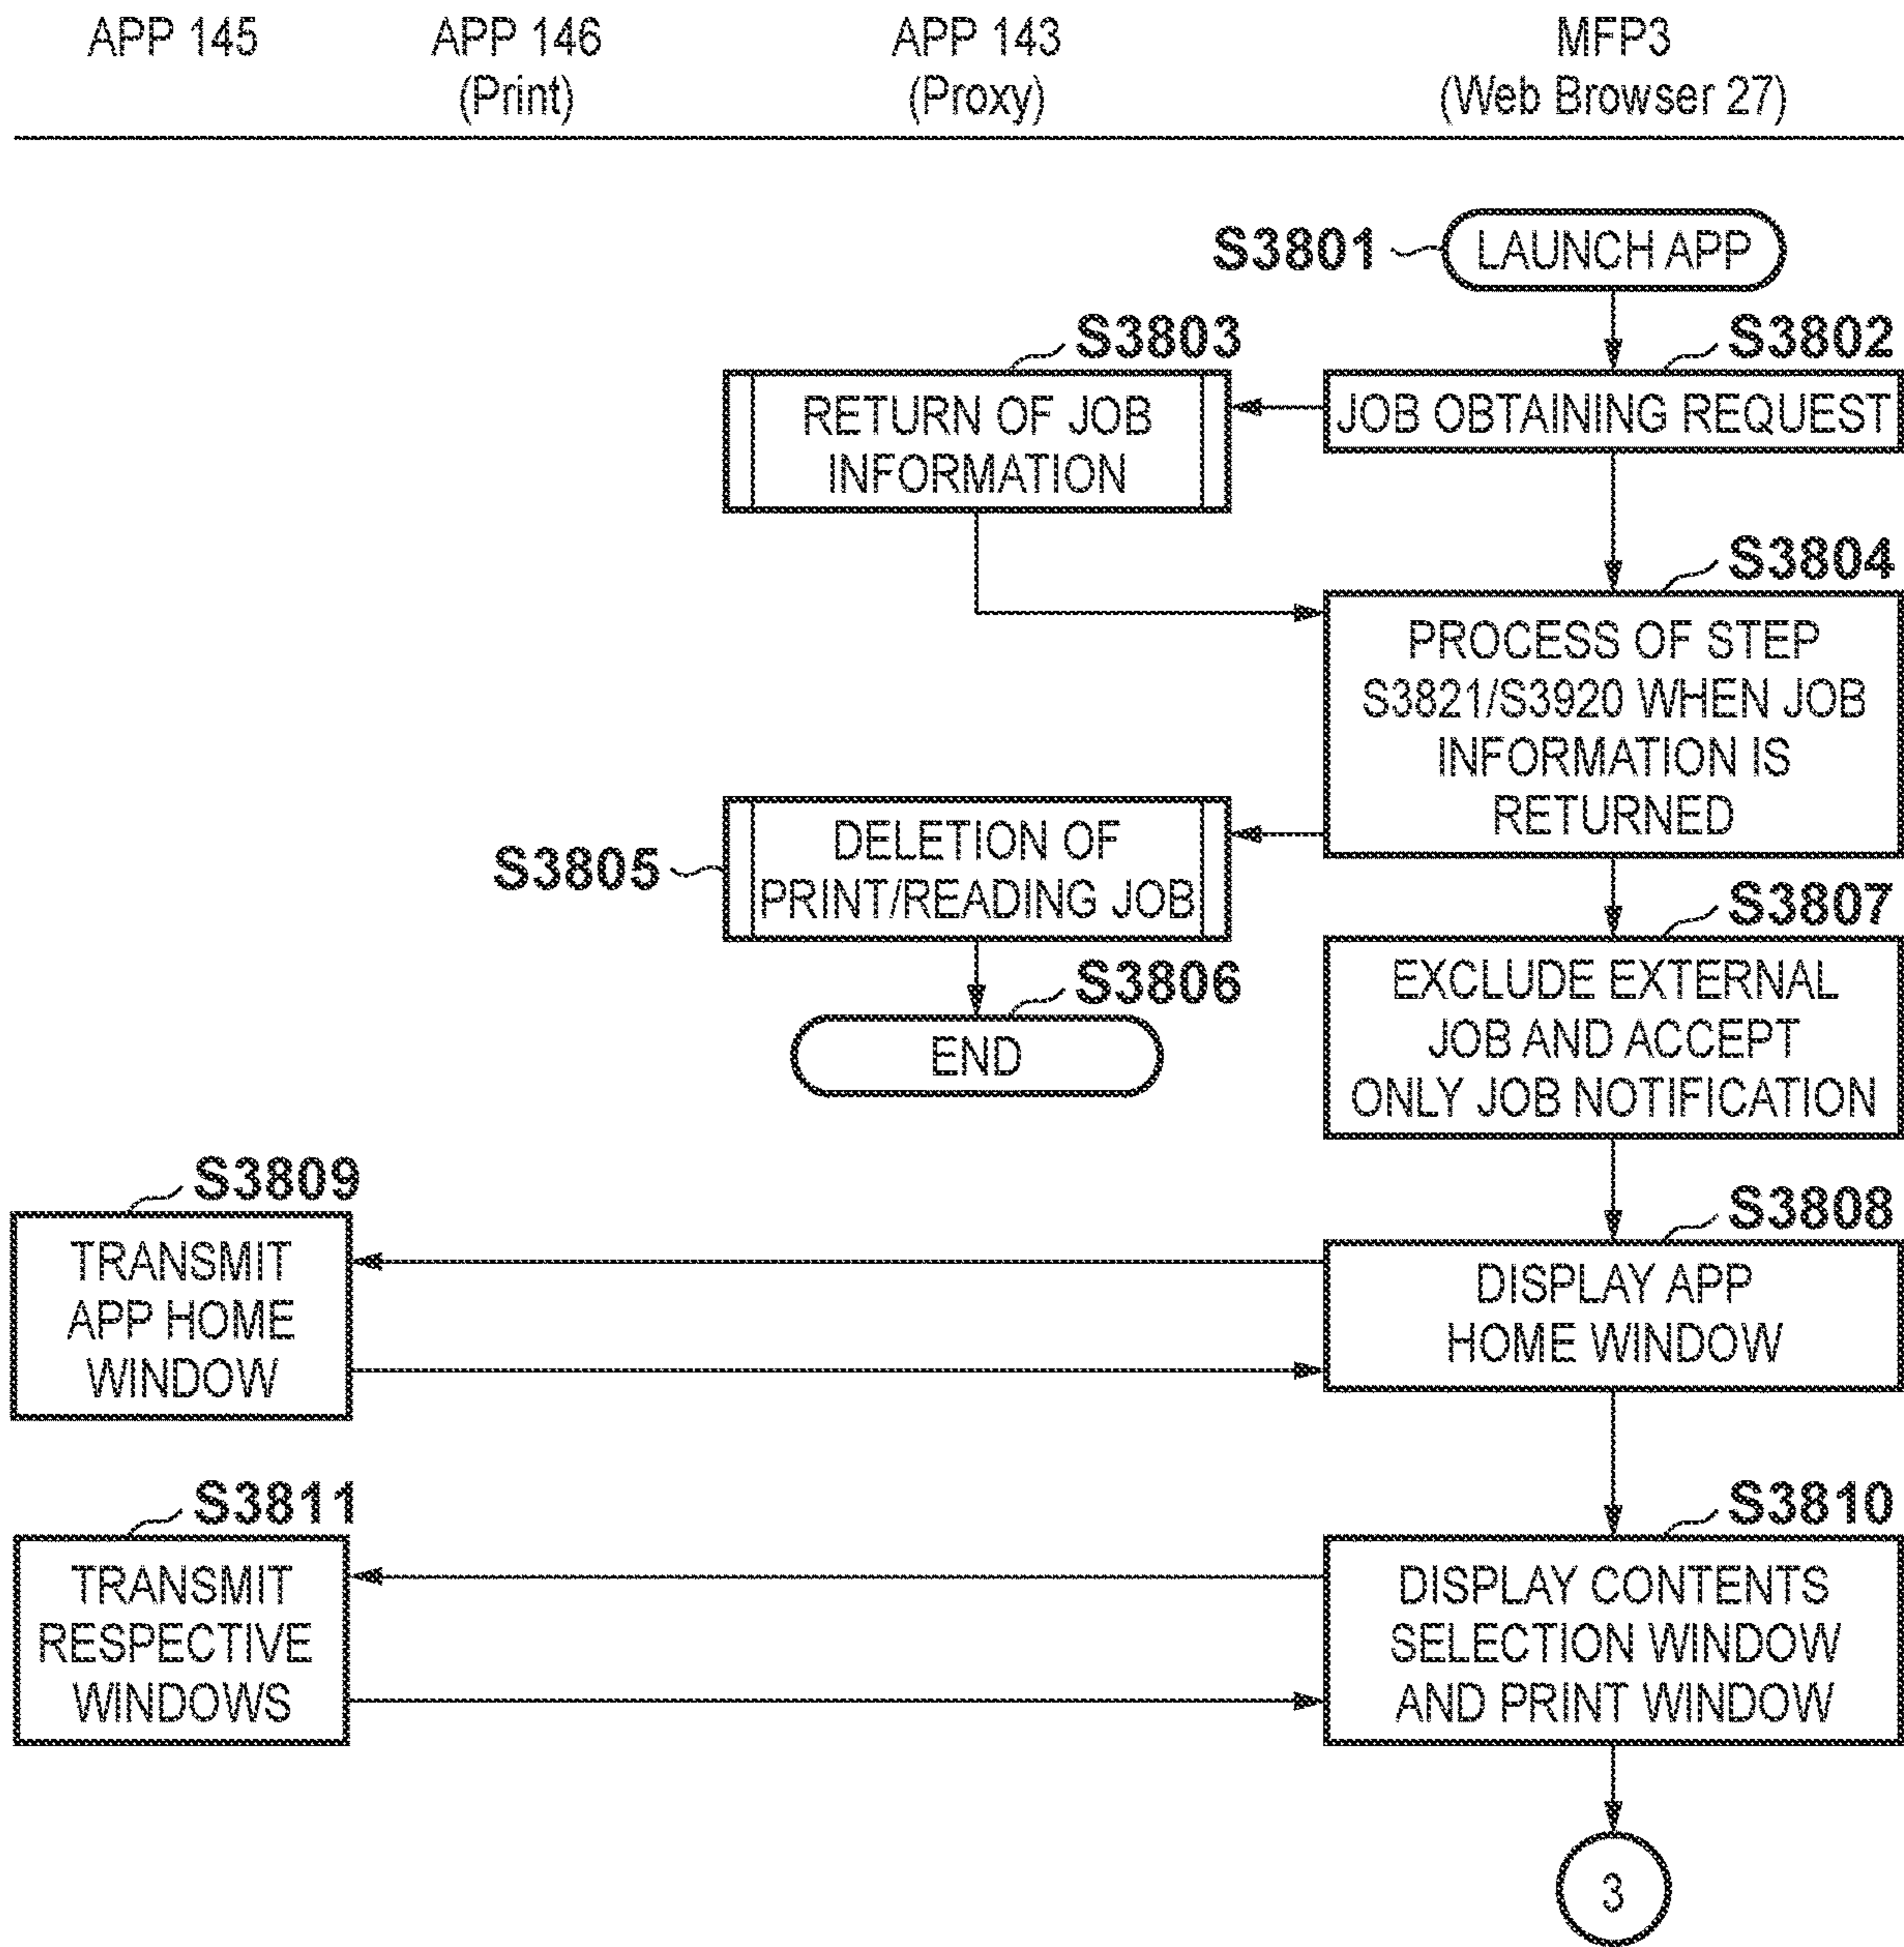 APP 145
APP 146
(Print)
APP 143
(Proxy)
MFP3
(Web Browser 27)
S3801
LAUNCH APP
S3803
S3802
RETURN OF JOB
INFORMATION
JOB OBTAINING REQUEST
S3804
PROCESS OF STEP
S3821/S3920 WHEN JOB
INFORMATION IS
RETURNED
S3805
DELETION OF
PRINT/READING JOB
S3807
S3806
END
EXCLUDE EXTERNAL
JOB AND ACCEPT
ONLY JOB NOTIFICATION
S3809
TRANSMIT
APP HOME
WINDOW
S3808
DISPLAY APP
HOME WINDOW
S3811
TRANSMIT
RESPECTIVE
WINDOWS
S3810
DISPLAY CONTENTS
SELECTION WINDOW
AND PRINT WINDOW
3